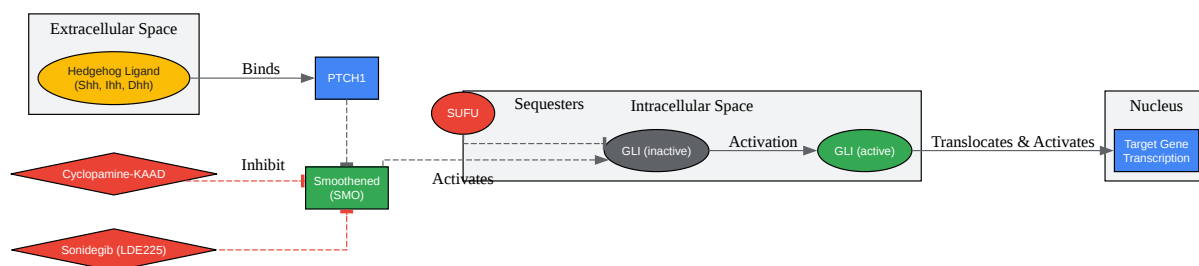 Extracellular Space
Hedgehog Ligand
(Shh, Ihh, Dhh)
Binds
PTCH1
SUFU
Sequesters
Intracellular Space
Nucleus
GLI (inactive)
Activation
GLI (active)
Translocates & Activates
Target Gene
Transcription
Cyclopamine-KAAD
Inhibit
Smoothened
(SMO)
Activates
Sonidegib (LDE225)